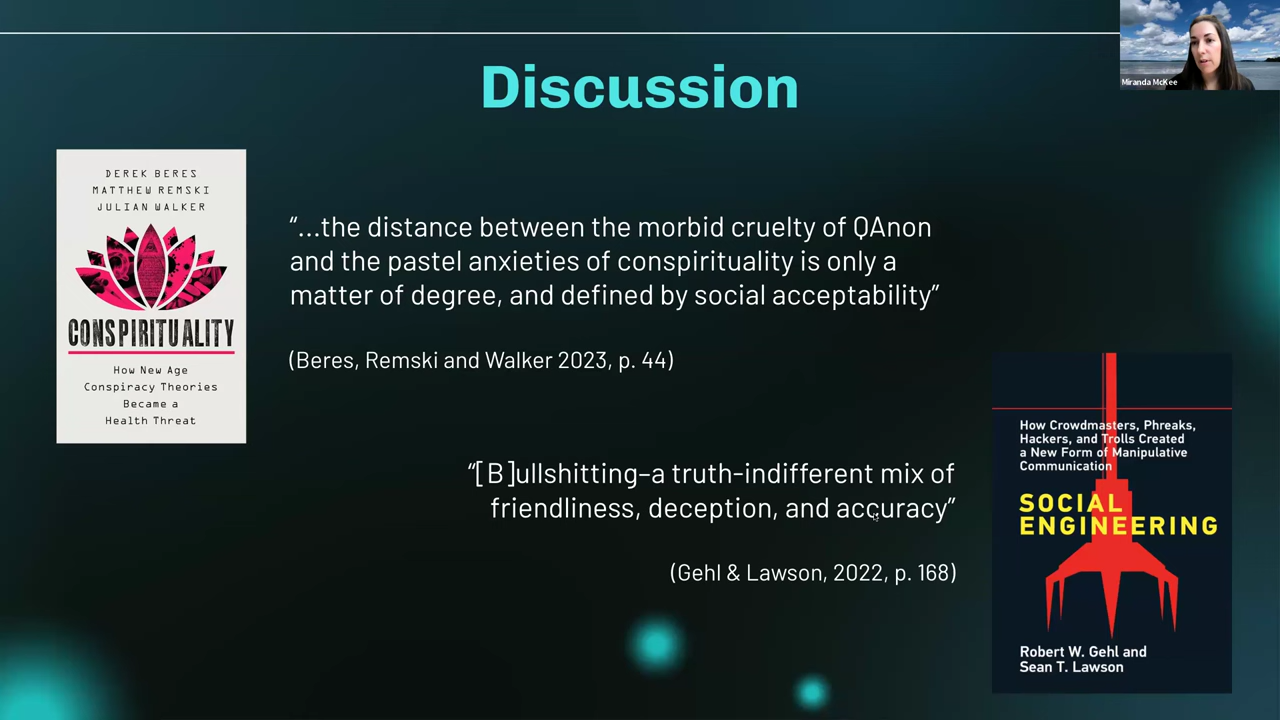 Miranda McKee
Discussion
DEREK BERES
MATTHEW REMSKI
JULIAN WALKER
CONSPIRITUALITY
How New Age
Conspiracy Theories
Became a
Health Threat
“...the distance between the morbid cruelty of QAnon
and the pastel anxieties of conspirituality is only a
matter of degree, and defined by social acceptability”
(Beres, Remski and Walker 2023, p. 44)
“[B]ullshitting–a truth-indifferent mix of
friendliness, deception, and accuracy”
(Gehl & Lawson, 2022, p. 168)
How Crowdmasters, Phreaks,
Hackers, and Trolls Created
a New Form of Manipulative
Communication
SOCIAL
ENGINEERING
Robert W. Gehl and
Sean T. Lawson